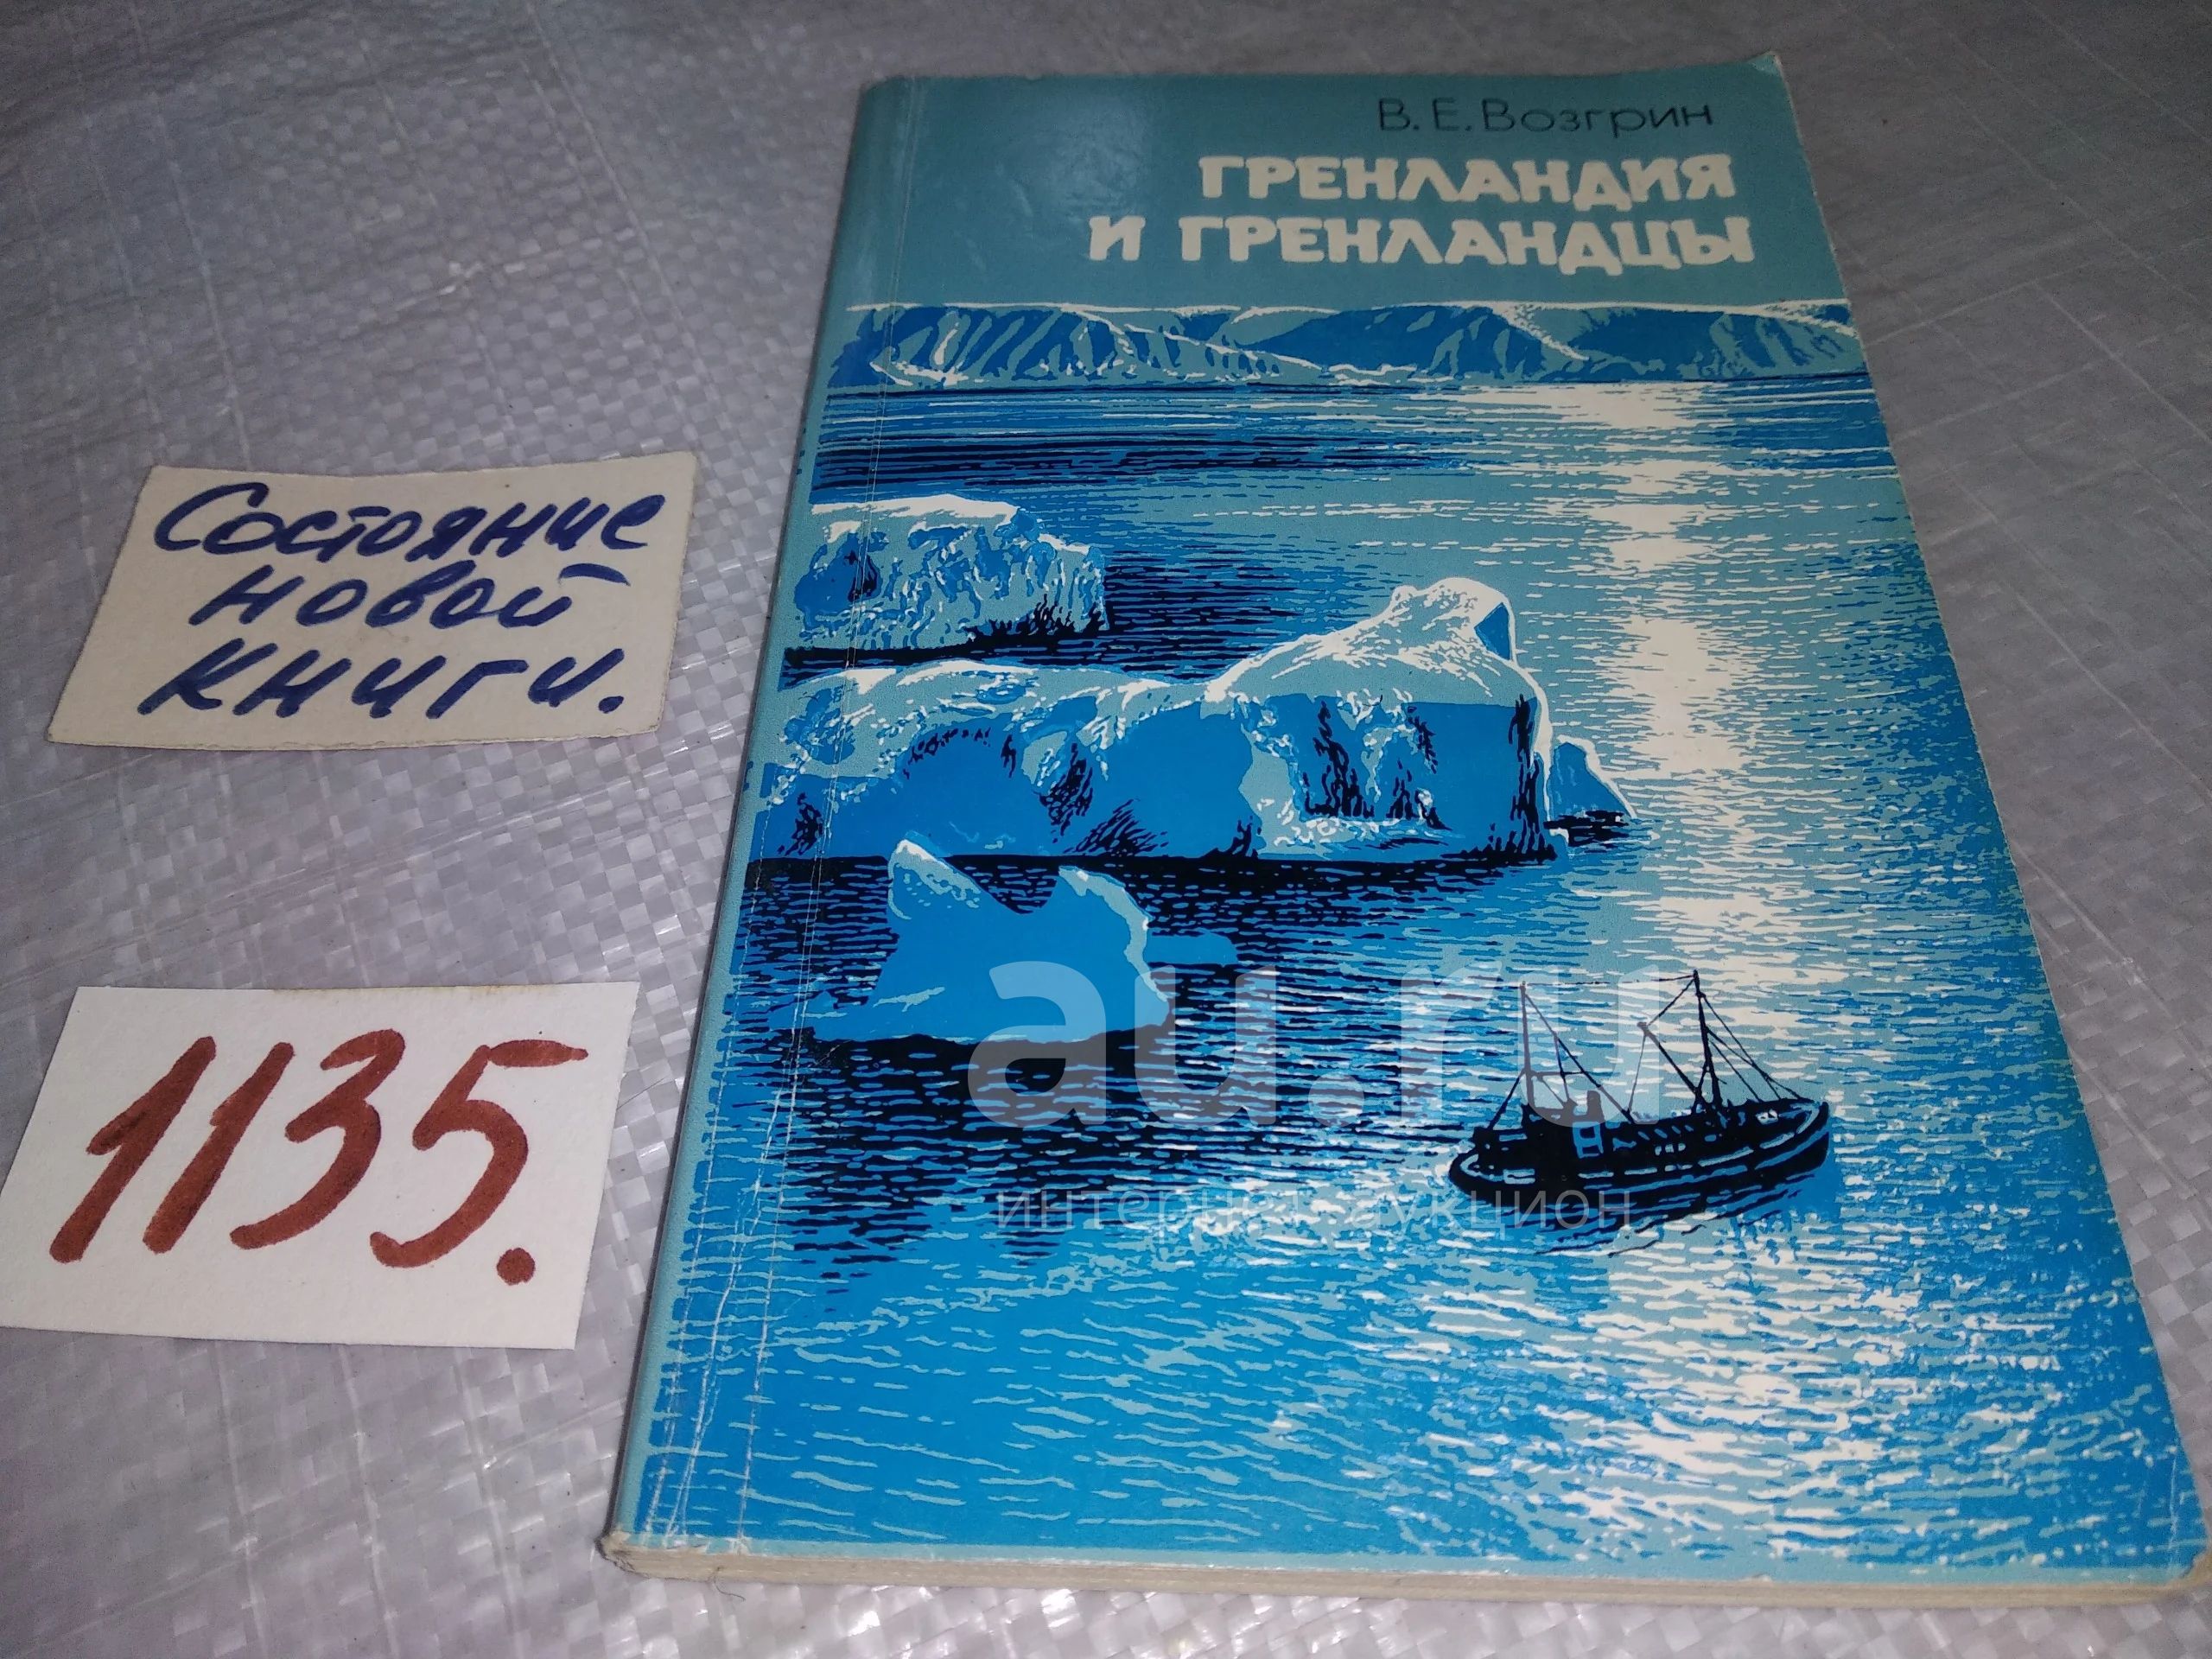 В. Е. Возгрин
ГРЕНЛАНДИЯ
И ГРЕНЛАНДЦЫ
Состояние
новой
книги.
1135.
au.ru
интернет аукцион